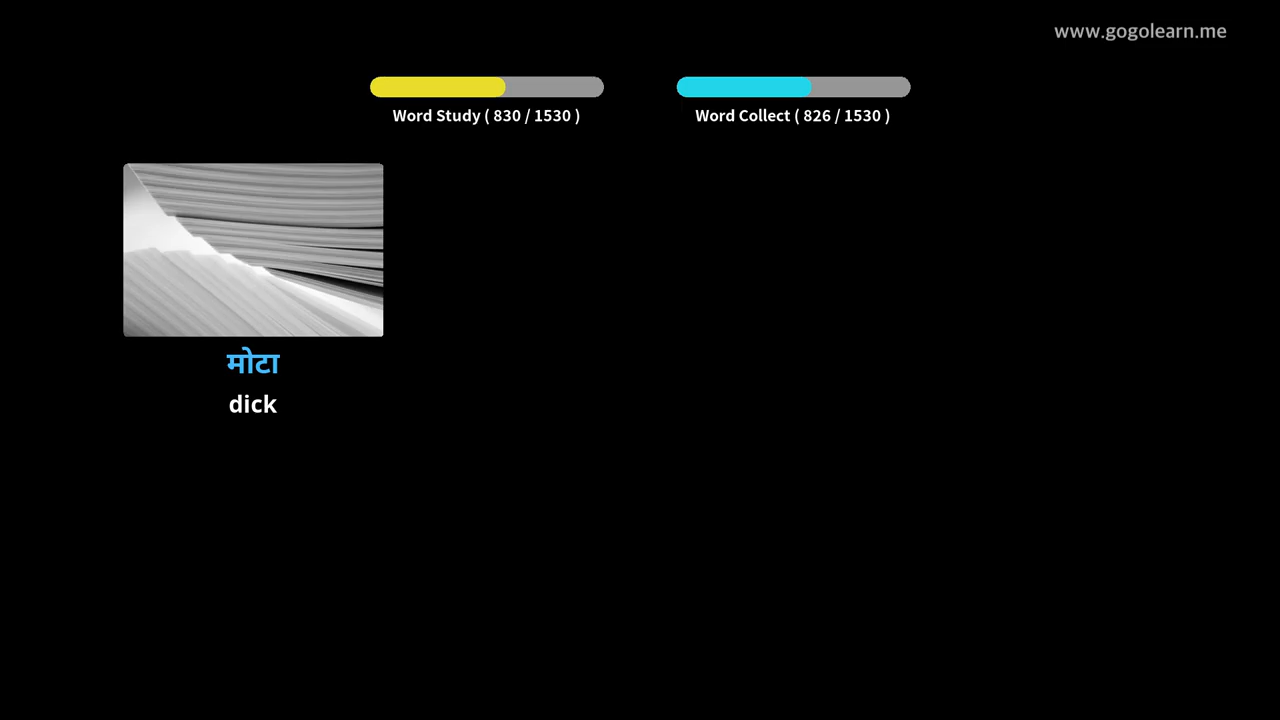 www.gogolearn.me
Word Study ( 830 / 1530 )
Word Collect ( 826 / 1530 )
मोटा
dick